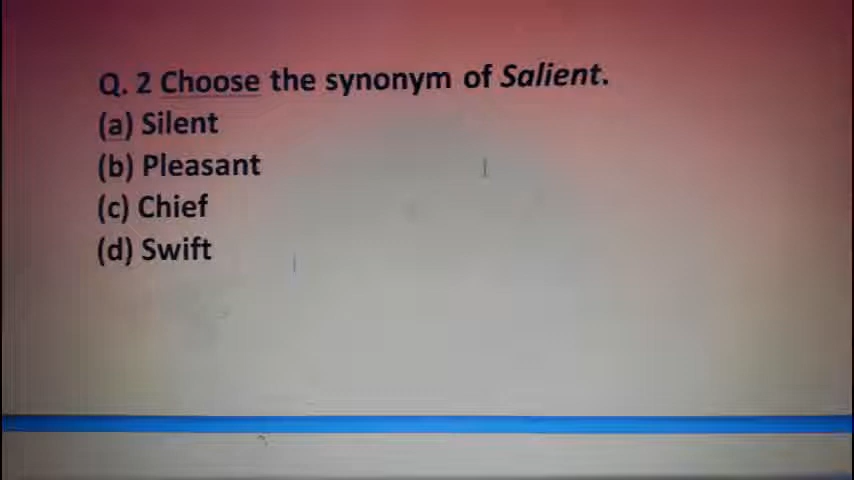 Q. 2 Choose the synonym of Salient.
(a) Silent
(b) Pleasant
(c) Chief
(d) Swift